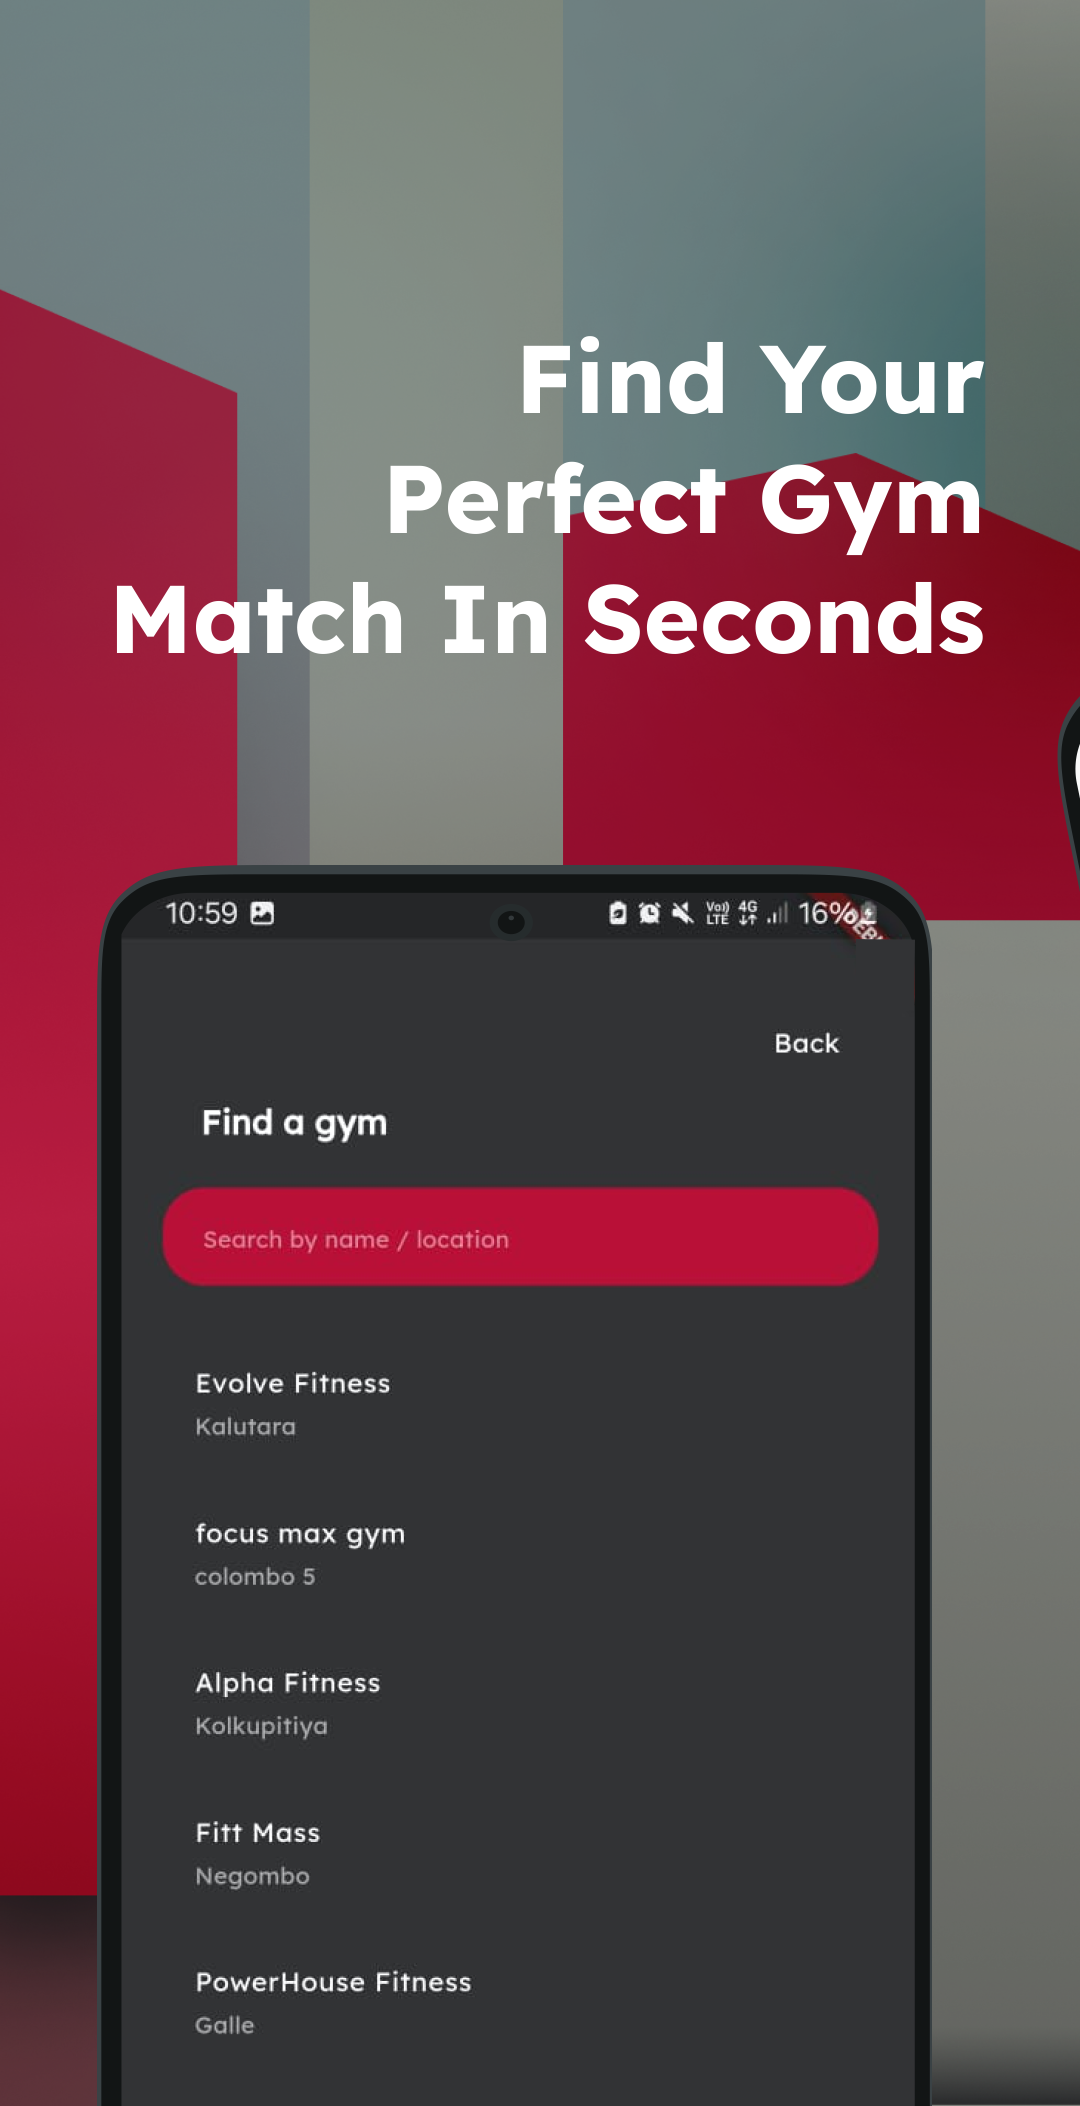 Find Your
Perfect Gym
Match In Seconds
10:59 Vo)) LTE 4G 16%
Back
Find a gym
Search by name / location
Evolve Fitness
Kalutara
focus max gym
colombo 5
Alpha Fitness
Kolkupitiya
Fitt Mass
Negombo
PowerHouse Fitness
Galle